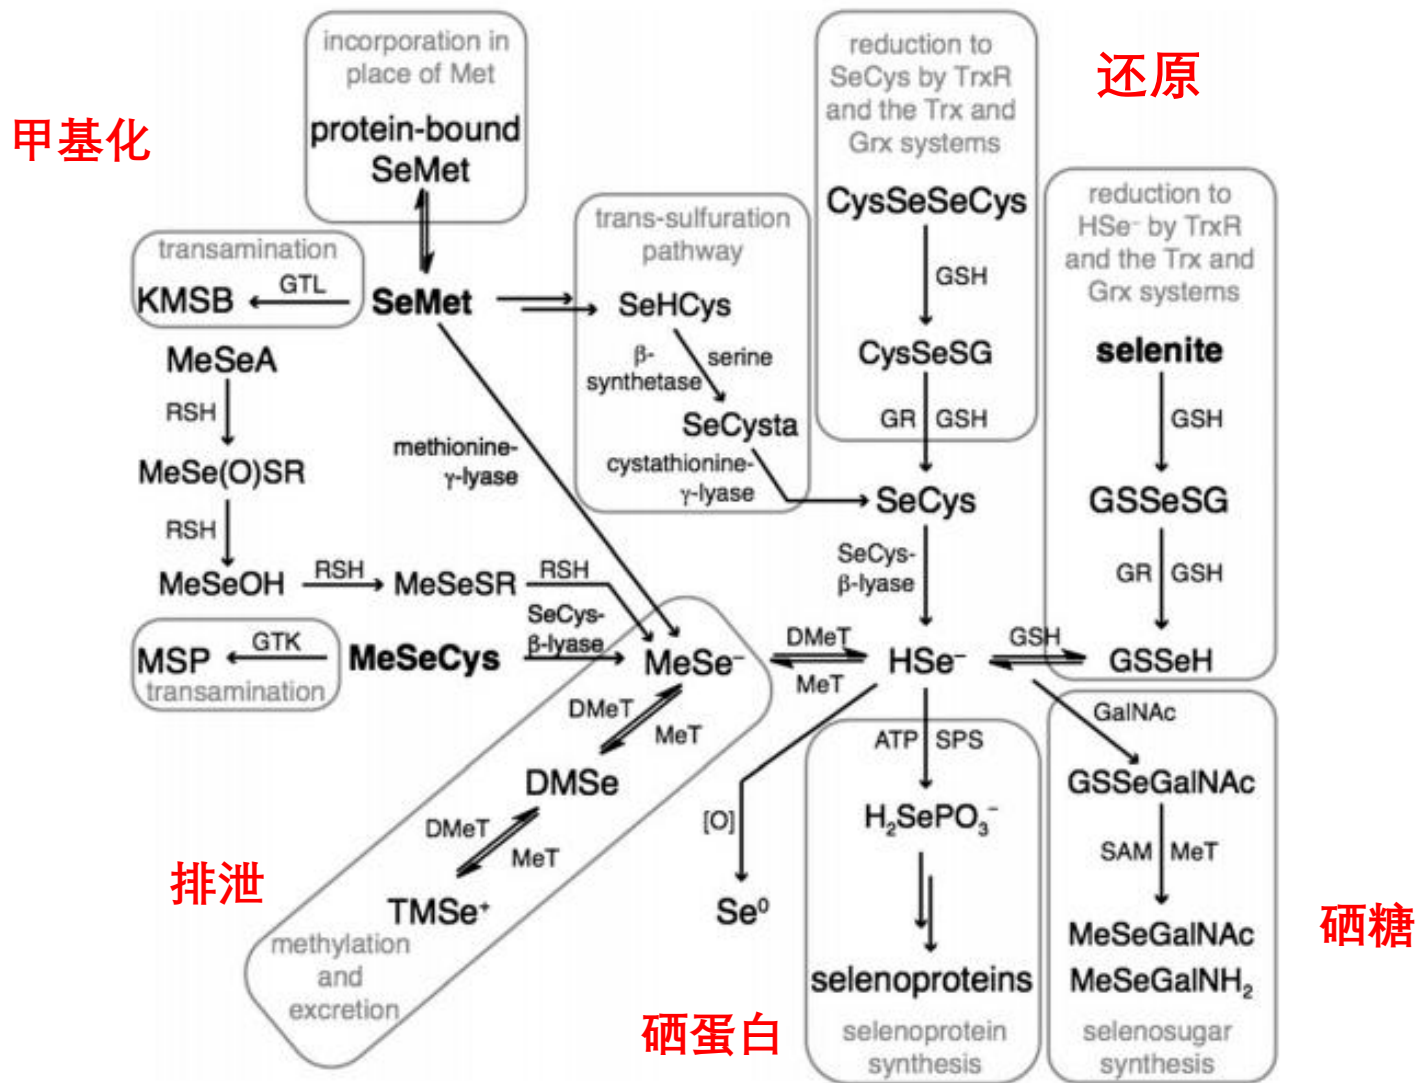 incorporation in
place of Met
protein-bound
SeMet
reduction to
SeCys by TrxR
and the Trx and
Grx systems
还原
甲基化
CysSeSeCys
reduction to
HSe⁻ by TrxR
and the Trx and
Grx systems
trans-sulfuration
pathway
transamination
KMSB
GTL
SeMet
SeHCys
GSH
MeSeA
β-
synthetase
serine
CysSeSG
selenite
RSH
SeCysta
GR
GSH
GSH
methionine-
γ-lyase
cystathionine-
γ-lyase
MeSe(O)SR
SeCys
GSSeSG
RSH
SeCys-
β-lyase
GR
GSH
MeSeOH
RSH
MeSeSR
RSH
SeCys-
β-lyase
MSP
GTK
MeSeCys
transamination
MeSe⁻
DMeT
MeT
HSe⁻
GSH
GSSeH
DMeT
MeT
GalNAc
ATP
SPS
DMSe
GSSeGalNAc
[O]
H₂SePO₃⁻
DMeT
MeT
SAM
MeT
排泄
TMSe⁺
Se⁰
硒糖
methylation
and
excretion
MeSeGalNAc
MeSeGalNH₂
selenoproteins
硒蛋白
selenoprotein
synthesis
selenosugar
synthesis